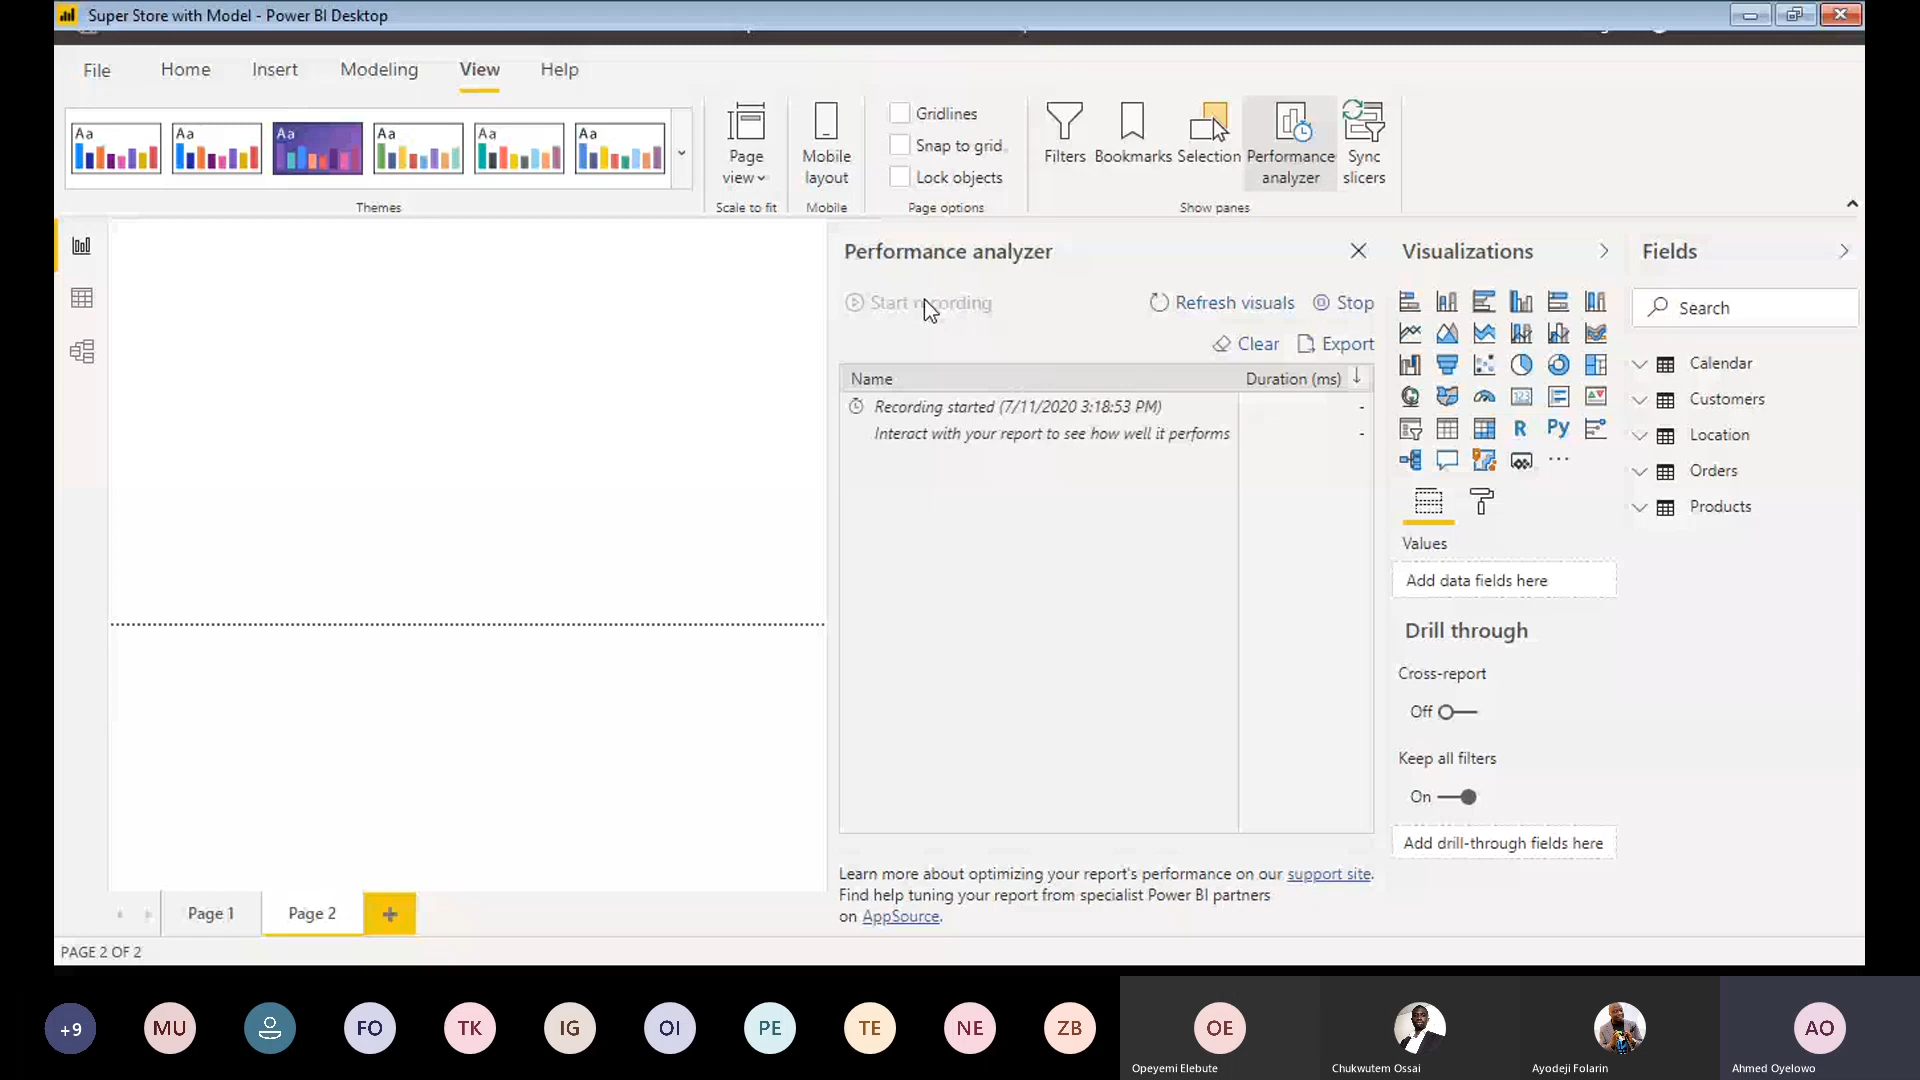 Super Store with Model - Power BI Desktop
File Home Insert Modeling View Help
Aa Aa Aa Aa Aa Aa
Themes
Page view
Scale to fit
Mobile layout
Mobile
Gridlines
Snap to grid
Lock objects
Page options
Filters Bookmarks Selection Performance analyzer Sync slicers
Show panes
Performance analyzer
Start recording Refresh visuals Stop
Clear Export
Name Duration (ms)
Recording started (7/11/2020 3:18:53 PM) -
Interact with your report to see how well it performs -
Learn more about optimizing your report's performance on our support site.
Find help tuning your report from specialist Power BI partners
on AppSource.
Visualizations
123
R Py
Values
Add data fields here
Drill through
Cross-report
Off
Keep all filters
On
Add drill-through fields here
Fields
Search
Calendar
Customers
Location
Orders
Products
Page 1 Page 2 +
PAGE 2 OF 2
+9 MU FO TK IG OI PE TE NE ZB OE AO
Opeyemi Elebute Chukwutem Ossai Ayodeji Folarin Ahmed Oyelowo